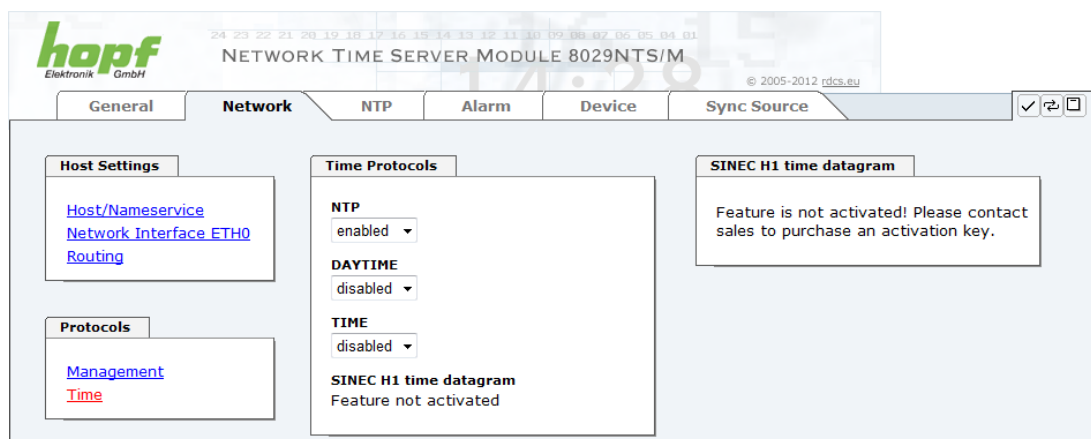 hopf
Elektronik GmbH
24 23 22 21 20 19 18 17 16 15 14 13 12 11 10 09 08 07 06 05 04 01
NETWORK TIME SERVER MODULE 8029NTS/M
14:28
© 2005-2012 rdcs.eu
General Network NTP Alarm Device Sync Source
Host Settings
Host/Nameservice
Network Interface ETH0
Routing
Protocols
Management
Time
Time Protocols
NTP
enabled
DAYTIME
disabled
TIME
disabled
SINEC H1 time datagram
Feature not activated
SINEC H1 time datagram
Feature is not activated! Please contact
sales to purchase an activation key.